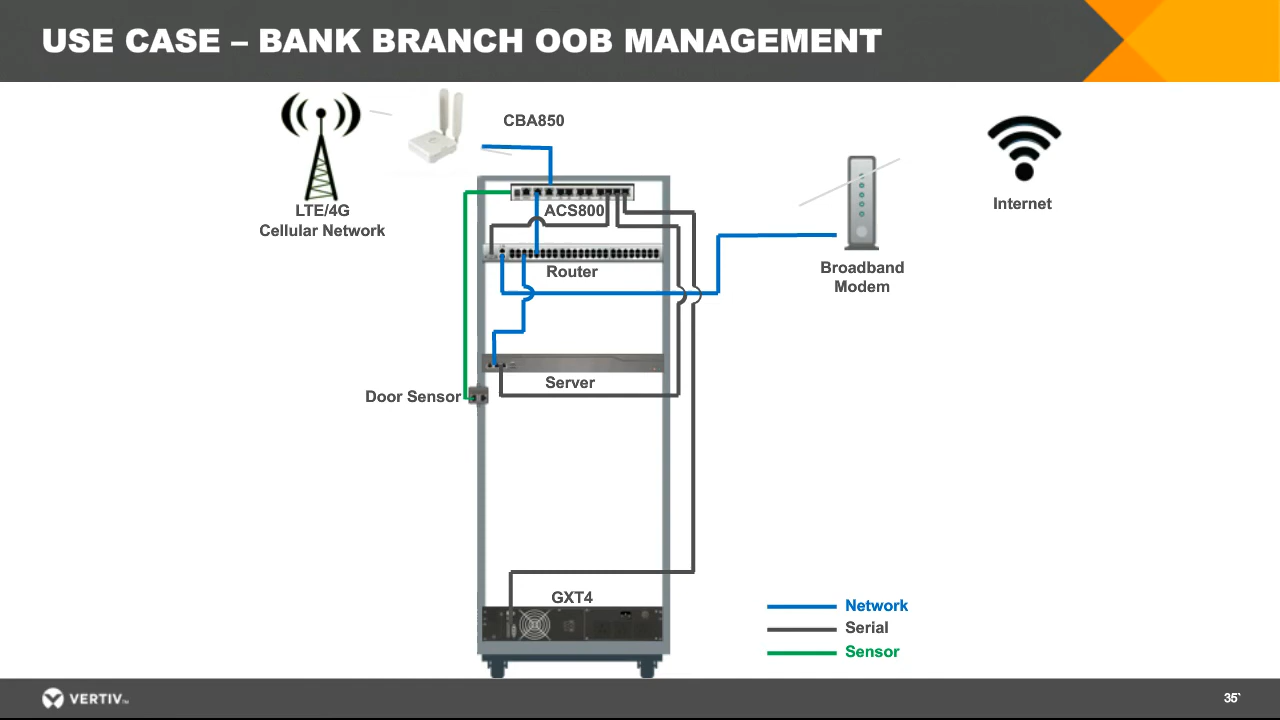 USE CASE – BANK BRANCH OOB MANAGEMENT
CBA850
LTE/4G
Cellular Network
ACS800
Internet
Router
Broadband
Modem
Server
Door Sensor
GXT4
Network
Serial
Sensor
VERTIV™
35`